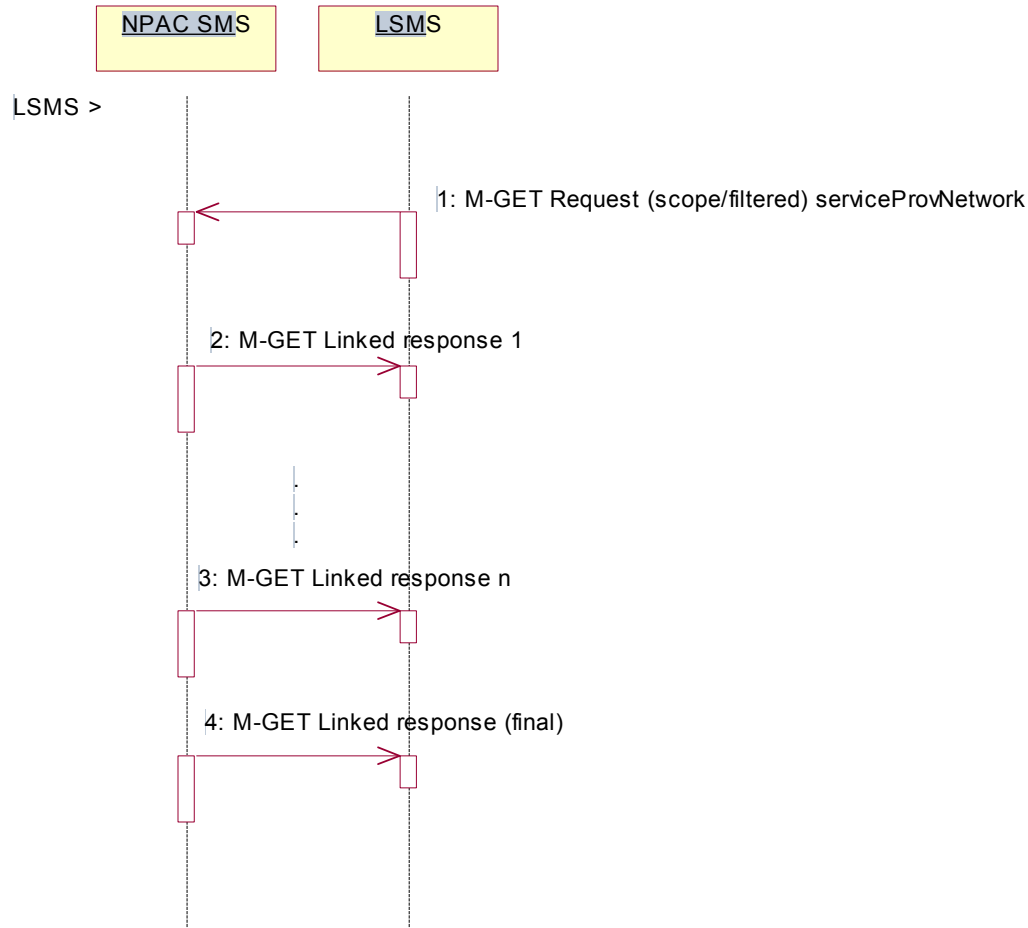 NPAC SMS
LSMS
LSMS >
1: M-GET Request (scope/filtered) serviceProvNetwork
2: M-GET Linked response 1
.
.
.
3: M-GET Linked response n
4: M-GET Linked response (final)